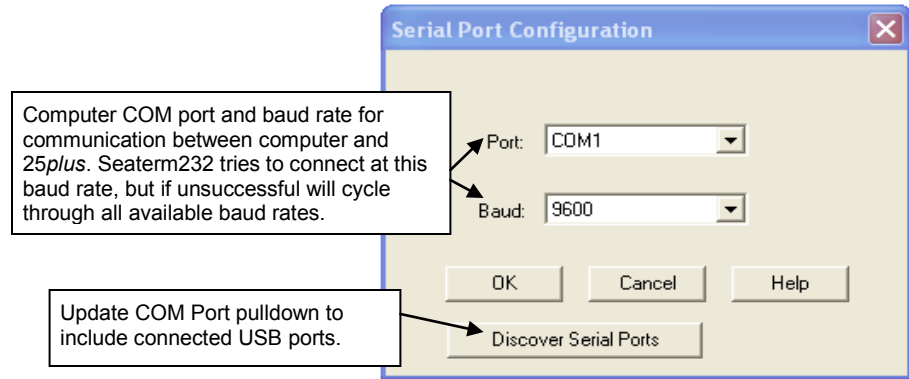 Serial Port Configuration
Computer COM port and baud rate for
communication between computer and
25plus. Seaterm232 tries to connect at this
baud rate, but if unsuccessful will cycle
through all available baud rates.
Port: COM1
Baud: 9600
OK Cancel Help
Update COM Port pulldown to
include connected USB ports.
Discover Serial Ports